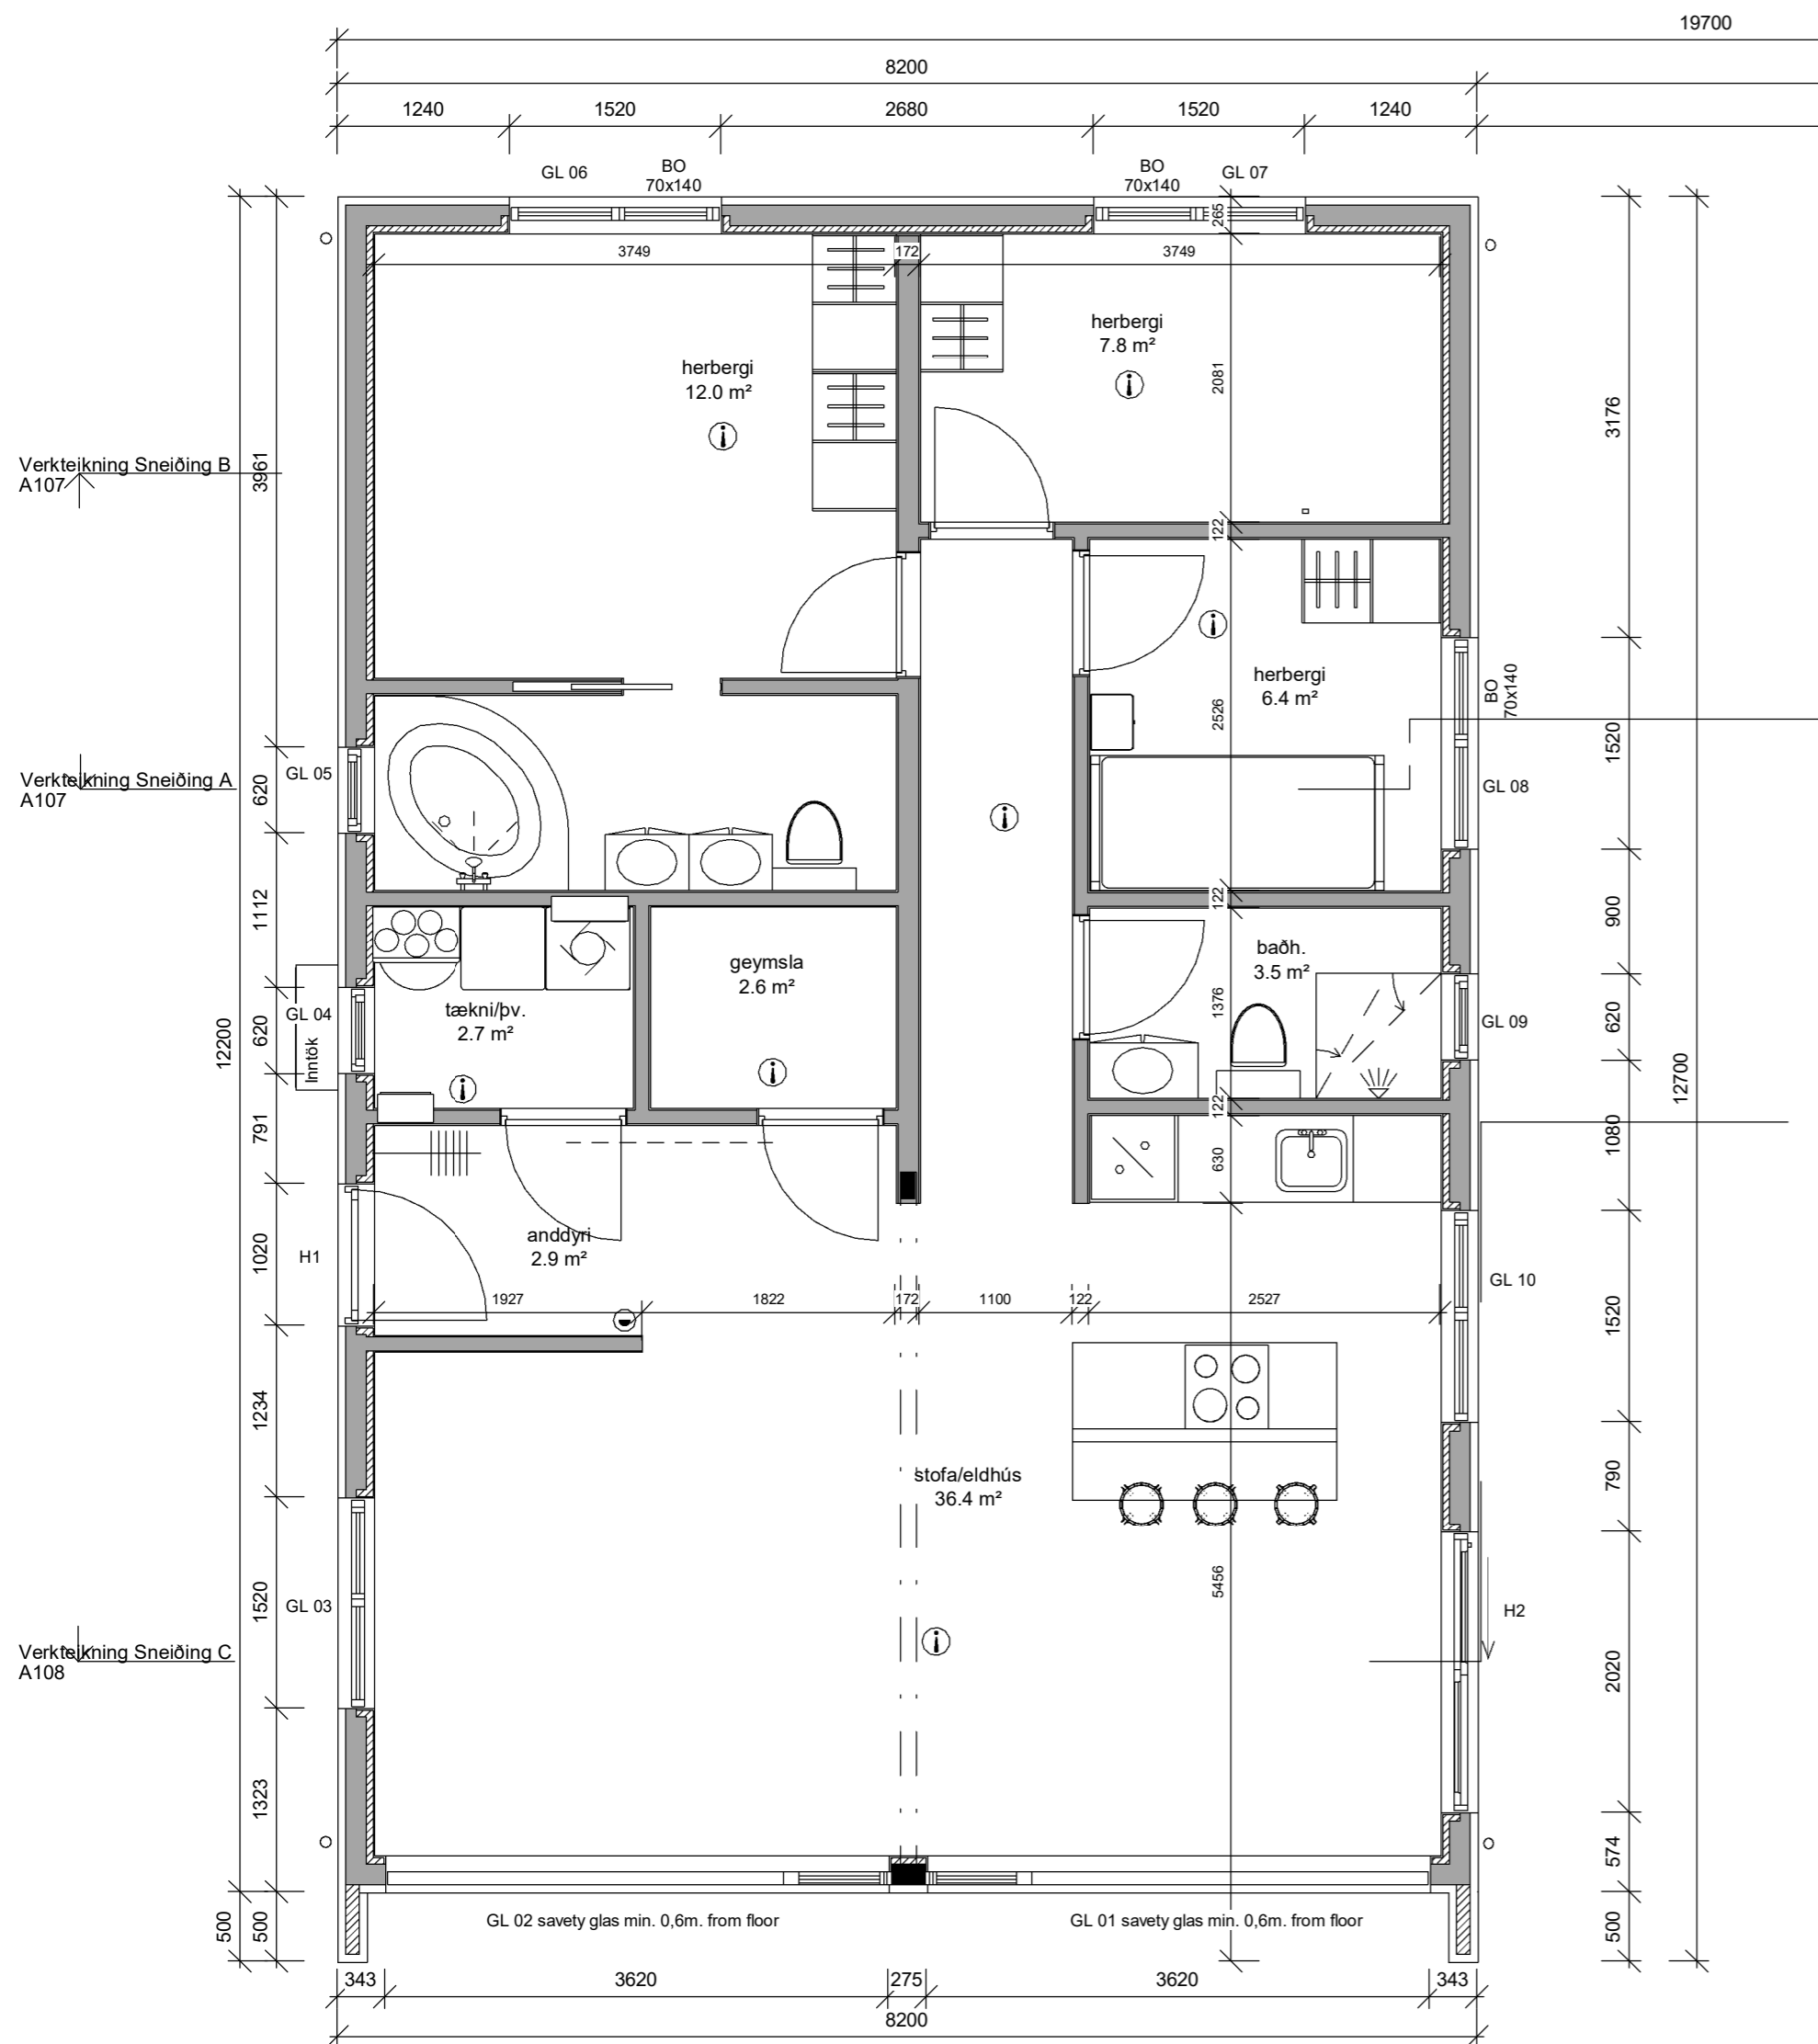 19700
8200
1240 1520 2680 1520 1240
GL 06
BO
70x140
BO
70x140
GL 07
265
3749 172 3749
herbergi
7.8 m²
herbergi
12.0 m²
2081
3176
3961
Verkteikning Sneiðing B
A107
122
herbergi
6.4 m²
BO
70x140
2526
1520
Verkteikning Sneiðing A
A107
620
GL 05
GL 08
1112
122
900
geymsla
2.6 m²
baðh.
3.5 m²
tækni/þv.
2.7 m²
1376
GL 04
Inntök
620
12200
GL 09
620
12700
791
122
1080
630
anddyri
2.9 m²
H1
1020
GL 10
1520
1927 1822 172 1100 122 2527
1234
stofa/eldhús
36.4 m²
790
5456
1520
GL 03
H2
Verkteikning Sneiðing C
A108
2020
1323
574
500
500
500
GL 02 savety glas min. 0,6m. from floor
GL 01 savety glas min. 0,6m. from floor
343 3620 275 3620 343
8200